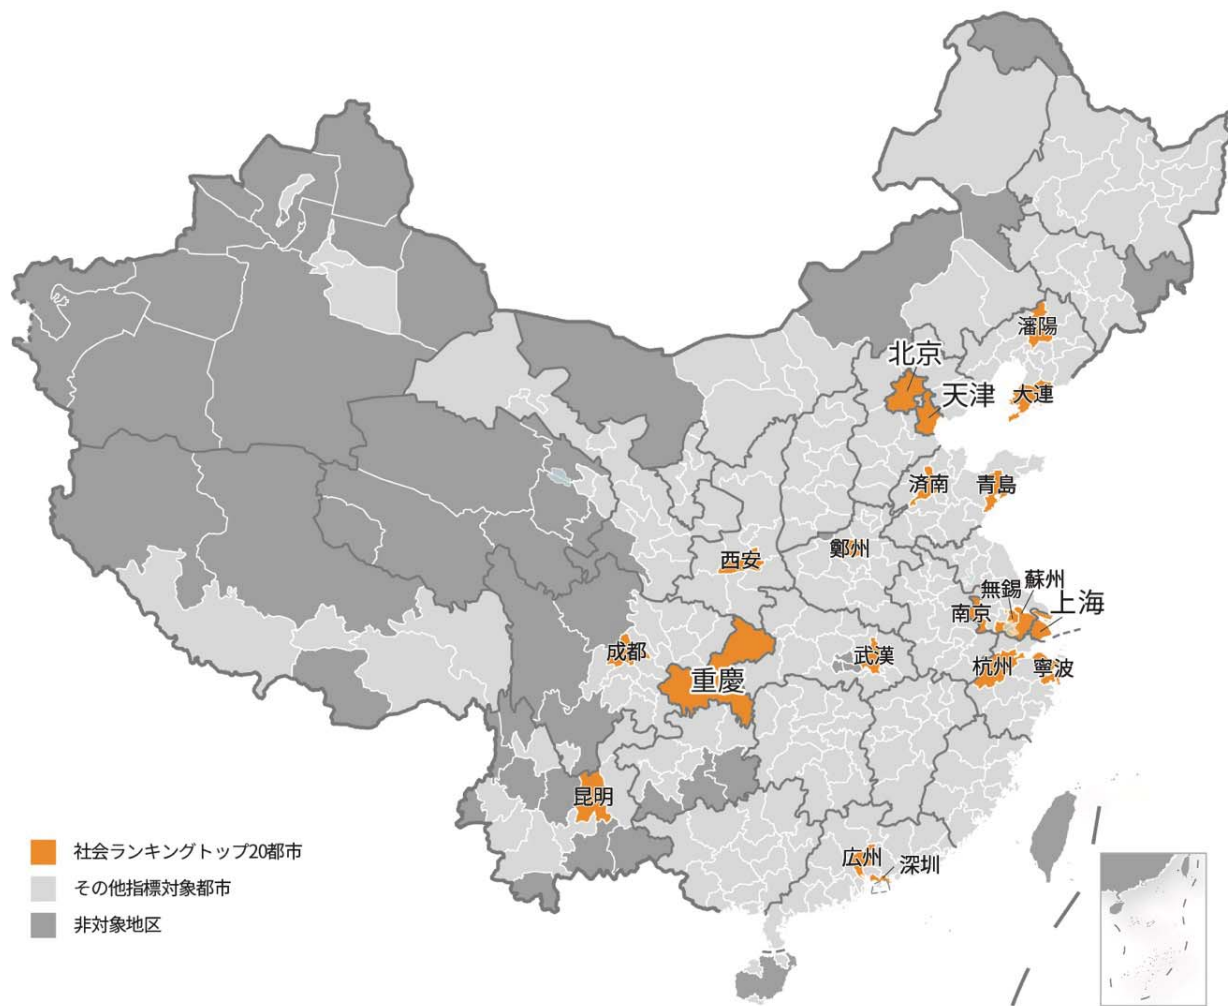 瀋陽
北京
大連
天津
済南
青島
鄭州
西安
蘇州
無錫
上海
南京
成都
武漢
杭州
寧波
重慶
昆明
広州
深圳
社会ランキングトップ20都市
その他指標対象都市
非対象地区